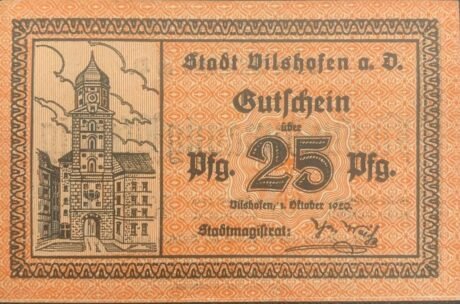 Stadt Vilshofen a. D.
Gutschein
über
Pfg. 25 Pfg.
Vilshofen, 1. Oktober 1920.
Stadtmagistrat: